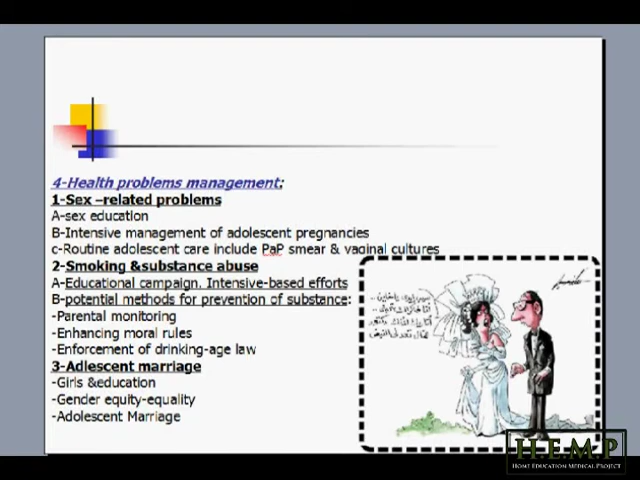 4-Health problems management;
1-Sex –related problems
A-sex education
B-Intensive management of adolescent pregnancies
c-Routine adolescent care include PaP smear & vaginal cultures
2-Smoking &substance abuse
A-Educational campaign, Intensive-based efforts
B-potential methods for prevention of substance:
-Parental monitoring
-Enhancing moral rules
-Enforcement of drinking-age law
3-Adlescent marriage
-Girls &education
-Gender equity-equality
-Adolescent Marriage
H.E.M.P
HOME EDUCATION MEDICAL PROJECT